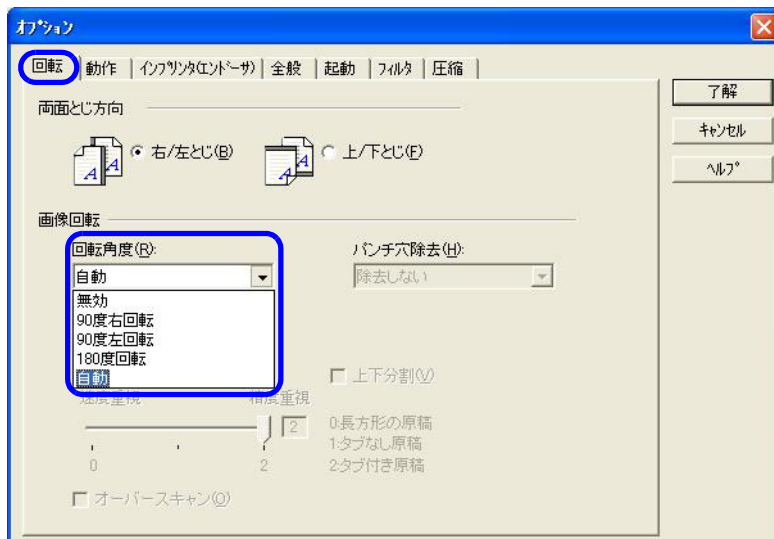 オプション
回転 動作 インプリンタ(エンドーサ) 全般 起動 フィルタ 圧縮
了解
キャンセル
ヘルプ
両面とじ方向
右/左とじ(B) 上/下とじ(F)
画像回転
回転角度(R): パンチ穴除去(H):
自動 除去しない
無効
90度右回転
90度左回転
180度回転
自動
上下分割(V)
速度重視 精度重視
2
0:長方形の原稿
1:タブなし原稿
2:タブ付き原稿
0 2
オーバースキャン(O)